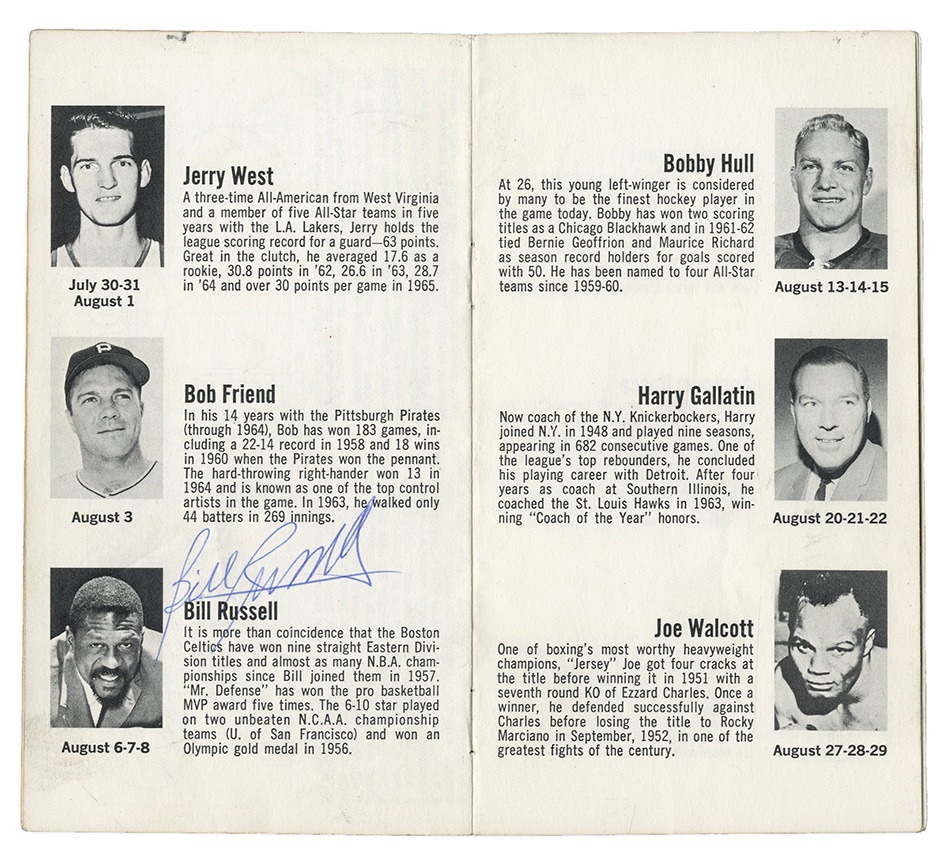 Jerry West
A three-time All-American from West Virginia
and a member of five All-Star teams in five
years with the L.A. Lakers, Jerry holds the
league scoring record for a guard—63 points.
Great in the clutch, he averaged 17.6 as a
rookie, 30.8 points in '62, 26.6 in '63, 28.7
in '64 and over 30 points per game in 1965.
July 30-31
August 1
P
Bob Friend
In his 14 years with the Pittsburgh Pirates
(through 1964), Bob has won 183 games, in-
cluding a 22-14 record in 1958 and 18 wins
in 1960 when the Pirates won the pennant.
The hard-throwing right-hander won 13 in
1964 and is known as one of the top control
artists in the game. In 1963, he walked only
44 batters in 269 innings.
August 3
Bill Russell
Bill Russell
It is more than coincidence that the Boston
Celtics have won nine straight Eastern Divi-
sion titles and almost as many N.B.A. cham-
pionships since Bill joined them in 1957.
"Mr. Defense" has won the pro basketball
MVP award five times. The 6-10 star played
on two unbeaten N.C.A.A. championship
teams (U. of San Francisco) and won an
Olympic gold medal in 1956.
August 6-7-8
Bobby Hull
At 26, this young left-winger is considered
by many to be the finest hockey player in
the game today. Bobby has won two scoring
titles as a Chicago Blackhawk and in 1961-62
tied Bernie Geoffrion and Maurice Richard
as season record holders for goals scored
with 50. He has been named to four All-Star
teams since 1959-60.
August 13-14-15
Harry Gallatin
Now coach of the N.Y. Knickerbockers, Harry
joined N.Y. in 1948 and played nine seasons,
appearing in 682 consecutive games. One of
the league's top rebounders, he concluded
his playing career with Detroit. After four
years as coach at Southern Illinois, he
coached the St. Louis Hawks in 1963, win-
ning "Coach of the Year" honors.
August 20-21-22
Joe Walcott
One of boxing's most worthy heavyweight
champions, "Jersey" Joe got four cracks at
the title before winning it in 1951 with a
seventh round KO of Ezzard Charles. Once a
winner, he defended successfully against
Charles before losing the title to Rocky
Marciano in September, 1952, in one of the
greatest fights of the century.
August 27-28-29